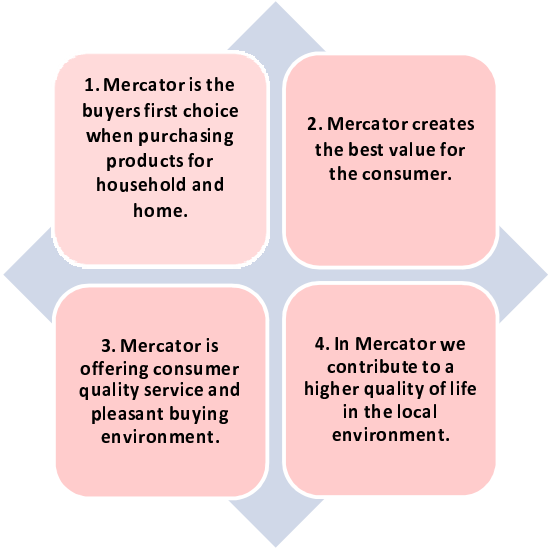 1. Mercator is the
buyers first choice
when purchasing
products for
household and
home.
2. Mercator creates
the best value for
the consumer.
3. Mercator is
offering consumer
quality service and
pleasant buying
environment.
4. In Mercator we
contribute to a
higher quality of life
in the local
environment.